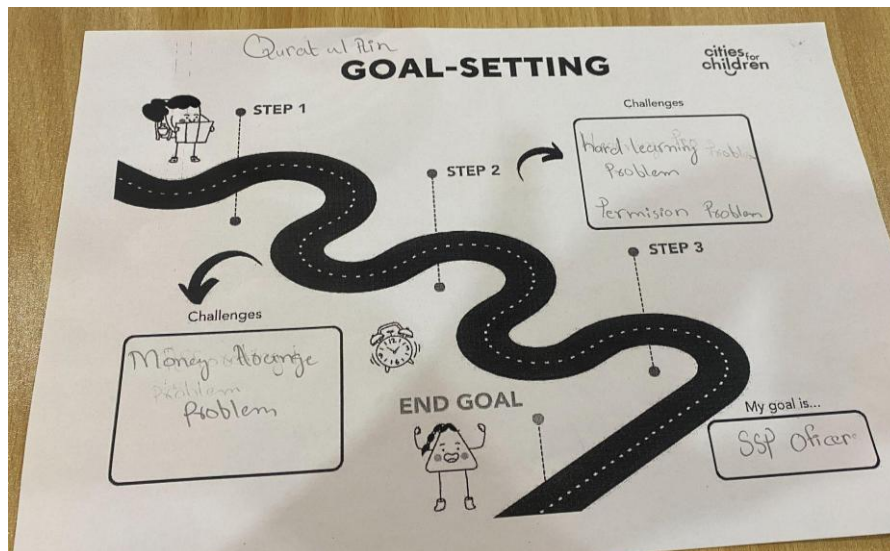 Qurat ul Ain
GOAL-SETTING
cities for
children
STEP 1
Challenges
Hard learning
Problem
Permision Problem
STEP 2
STEP 3
Challenges
Money Arounge
Problem
problem
END GOAL
My goal is...
SSP Oficer